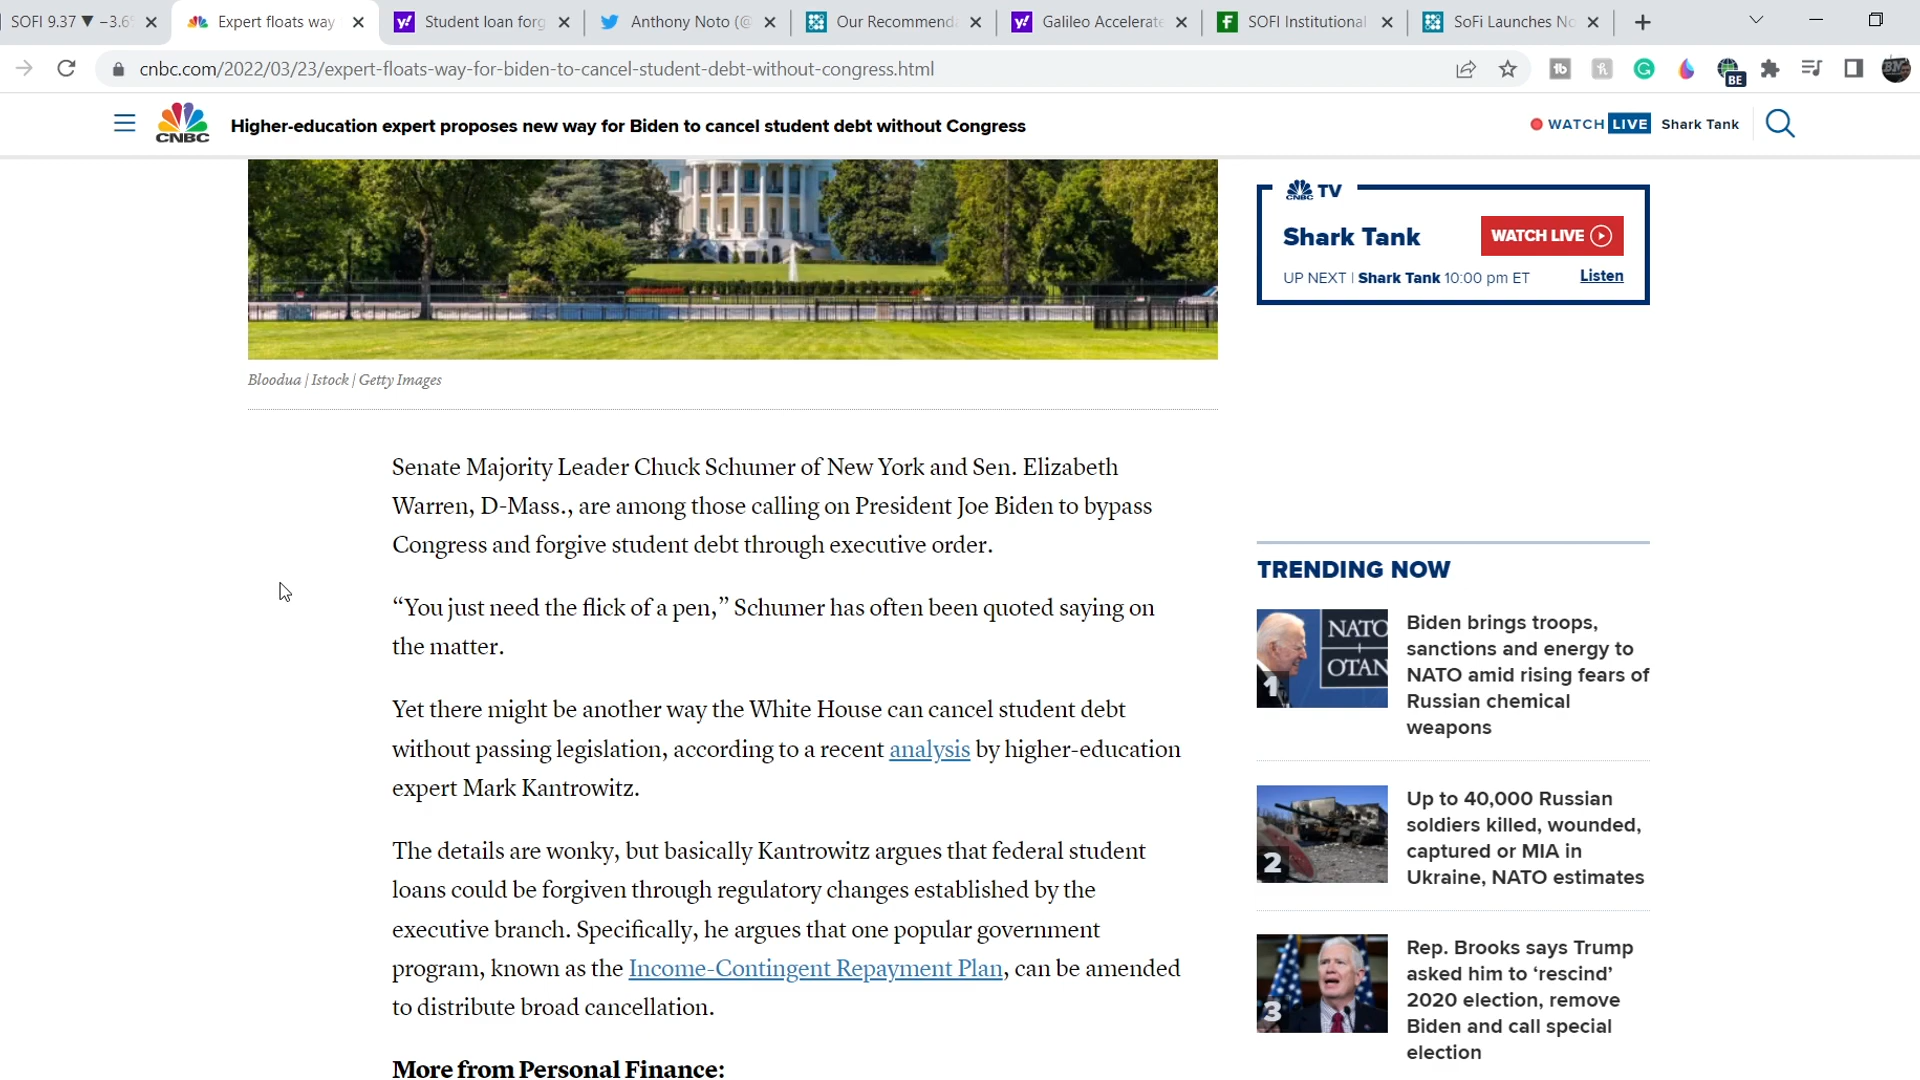 SOFI 9.37 ▼ −3.6
Expert floats way
Student loan forg
Anthony Noto (@
Our Recommend
Galileo Accelerate
SOFI Institutional
SoFi Launches No
cnbc.com/2022/03/23/expert-floats-way-for-biden-to-cancel-student-debt-without-congress.html
BE
CNBC
Higher-education expert proposes new way for Biden to cancel student debt without Congress
WATCH LIVE Shark Tank
CNBC TV
Shark Tank
WATCH LIVE
UP NEXT | Shark Tank 10:00 pm ET
Listen
Bloodua | Istock | Getty Images
Senate Majority Leader Chuck Schumer of New York and Sen. Elizabeth
Warren, D-Mass., are among those calling on President Joe Biden to bypass
Congress and forgive student debt through executive order.
“You just need the flick of a pen,” Schumer has often been quoted saying on
the matter.
Yet there might be another way the White House can cancel student debt
without passing legislation, according to a recent analysis by higher-education
expert Mark Kantrowitz.
The details are wonky, but basically Kantrowitz argues that federal student
loans could be forgiven through regulatory changes established by the
executive branch. Specifically, he argues that one popular government
program, known as the Income-Contingent Repayment Plan, can be amended
to distribute broad cancellation.
More from Personal Finance:
TRENDING NOW
NATO
OTAN
1
Biden brings troops,
sanctions and energy to
NATO amid rising fears of
Russian chemical
weapons
2
Up to 40,000 Russian
soldiers killed, wounded,
captured or MIA in
Ukraine, NATO estimates
3
Rep. Brooks says Trump
asked him to ‘rescind’
2020 election, remove
Biden and call special
election